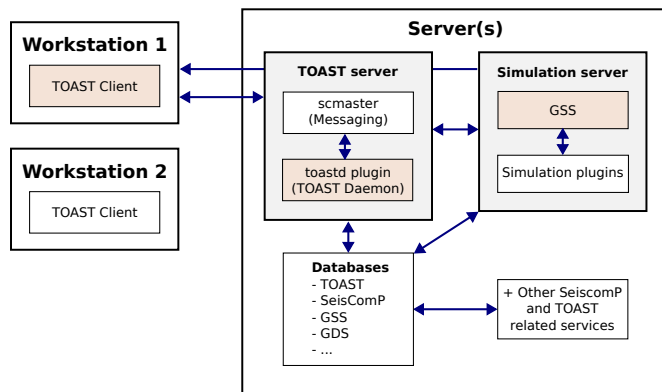 Workstation 1
TOAST Client
Workstation 2
TOAST Client
Server(s)
TOAST server
scmaster
(Messaging)
toastd plugin
(TOAST Daemon)
Simulation server
GSS
Simulation plugins
Databases
- TOAST
- SeisComP
- GSS
- GDS
- ...
+ Other SeiscomP
and TOAST
related services